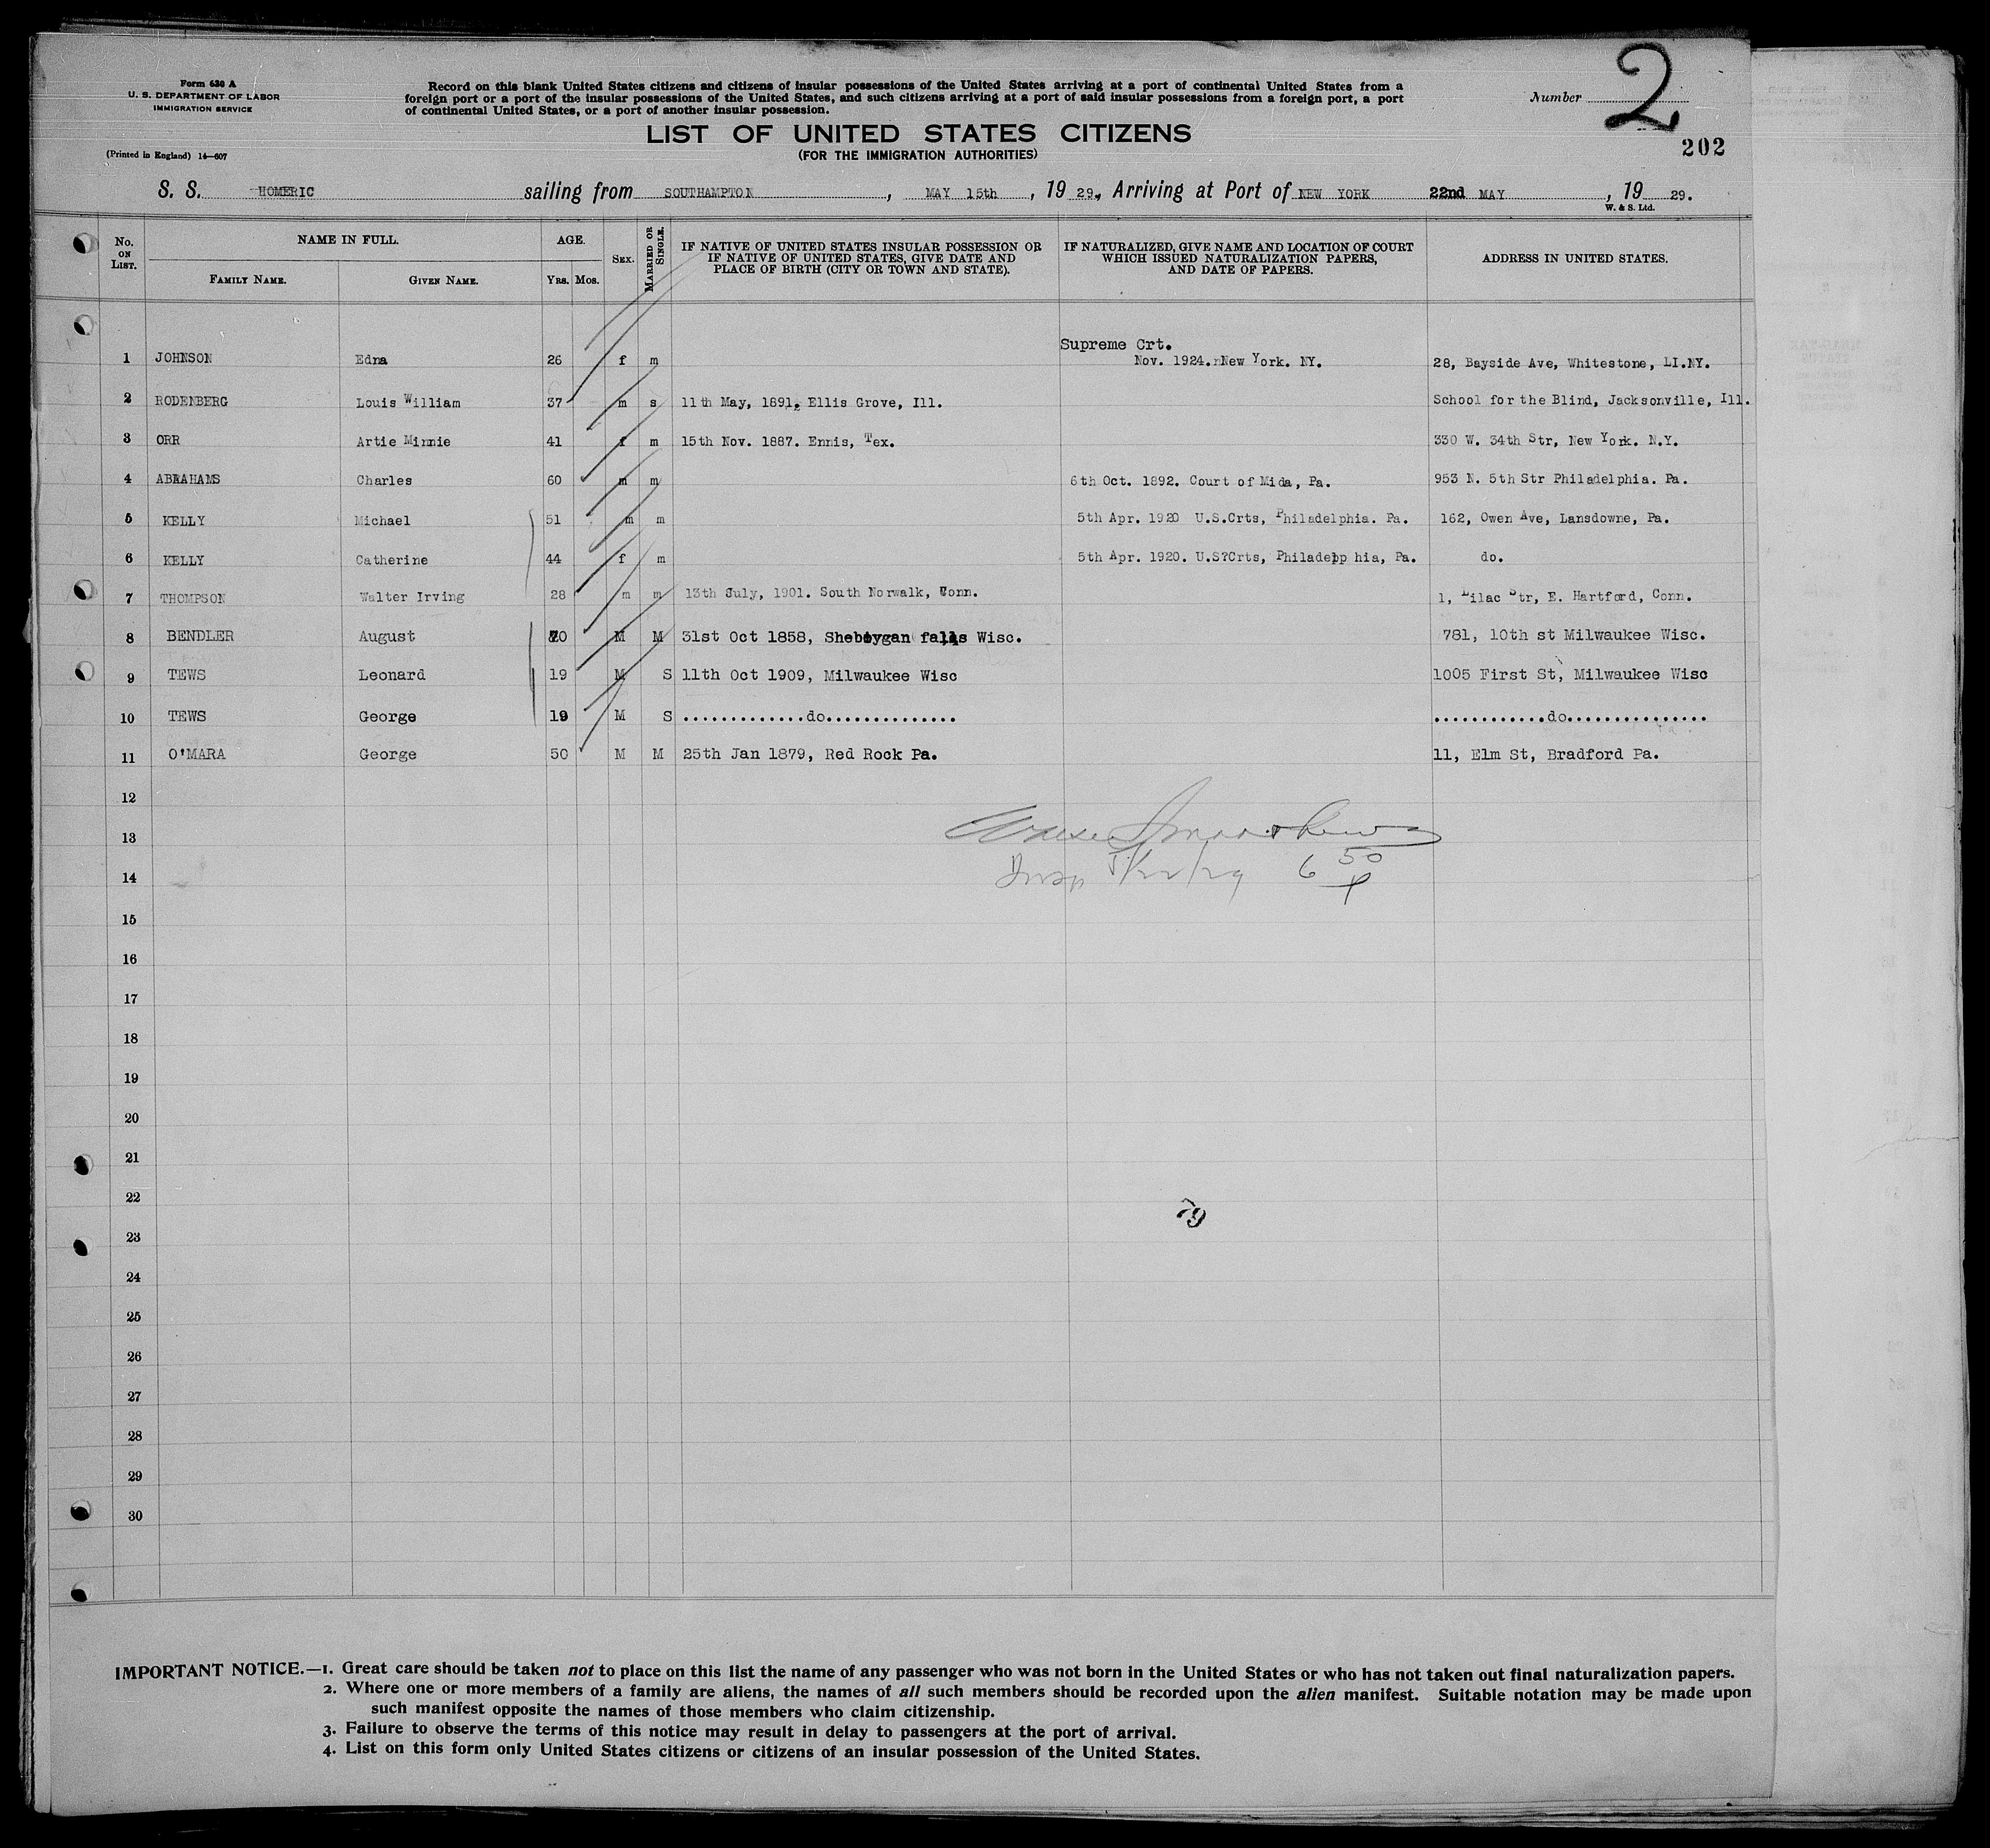 Form 630 A
U. S. DEPARTMENT OF LABOR
IMMIGRATION SERVICE
(Printed in England) 14—607
Record on this blank United States citizens and citizens of insular possessions of the United States arriving at a port of continental United States from a
foreign port or a port of the insular possessions of the United States, and such citizens arriving at a port of said insular possessions from a foreign port, a port
of continental United States, or a port of another insular possession.
Number 2
202
LIST OF UNITED STATES CITIZENS
(FOR THE IMMIGRATION AUTHORITIES)
S. S. HOMERIC sailing from SOUTHAMPTON, MAY 15th, 19 29., Arriving at Port of NEW YORK 22nd MAY, 19 29.
W. & S. Ltd.
No. ON LIST. NAME IN FULL. FAMILY NAME. GIVEN NAME. AGE. YRS. MOS. SEX. MARRIED OR SINGLE. IF NATIVE OF UNITED STATES INSULAR POSSESSION OR IF NATIVE OF UNITED STATES, GIVE DATE AND PLACE OF BIRTH (CITY OR TOWN AND STATE). IF NATURALIZED, GIVE NAME AND LOCATION OF COURT WHICH ISSUED NATURALIZATION PAPERS, AND DATE OF PAPERS. ADDRESS IN UNITED STATES.
Supreme Crt.
1 JOHNSON Edna 26 f m Nov. 1924. New York. NY. 28, Bayside Ave, Whitestone, LI.NY.
2 RODENBERG Louis William 37 m s 11th May, 1891, Ellis Grove, Ill. School for the Blind, Jacksonville, Ill.
3 ORR Artie Minnie 41 f m 15th Nov. 1887. Ennis, Tex. 330 W. 34th Str, New York. N.Y.
4 ABRAHAMS Charles 60 m m 6th Oct. 1892. Court of Mida, Pa. 953 N. 5th Str Philadelphia. Pa.
5 KELLY Michael 51 m m 5th Apr. 1920 U.S.Crts, Philadelphia. Pa. 162, Owen Ave, Lansdowne, Pa.
6 KELLY Catherine 44 f m 5th Apr. 1920. U.S?Crts, Philadepp hia, Pa. do.
7 THOMPSON Walter Irving 28 m m 13th July, 1901. South Norwalk, Conn. 1, Lilac Str, E. Hartford, Conn.
8 BENDLER August 70 M M 31st Oct 1858, Sheboygan falls Wisc. 781, 10th st Milwaukee Wisc.
9 TEWS Leonard 19 M S 11th Oct 1909, Milwaukee Wisc 1005 First St, Milwaukee Wisc
10 TEWS George 19 M S .............do.............. ............do...............
11 O'MARA George 50 M M 25th Jan 1879, Red Rock Pa. 11, Elm St, Bradford Pa.
12
13
14 Insp 5/22/29 6 50
15
16
17
18
19
20
21
22
79
23
24
25
26
27
28
29
30
IMPORTANT NOTICE.—1. Great care should be taken not to place on this list the name of any passenger who was not born in the United States or who has not taken out final naturalization papers.
2. Where one or more members of a family are aliens, the names of all such members should be recorded upon the alien manifest. Suitable notation may be made upon
such manifest opposite the names of those members who claim citizenship.
3. Failure to observe the terms of this notice may result in delay to passengers at the port of arrival.
4. List on this form only United States citizens or citizens of an insular possession of the United States.